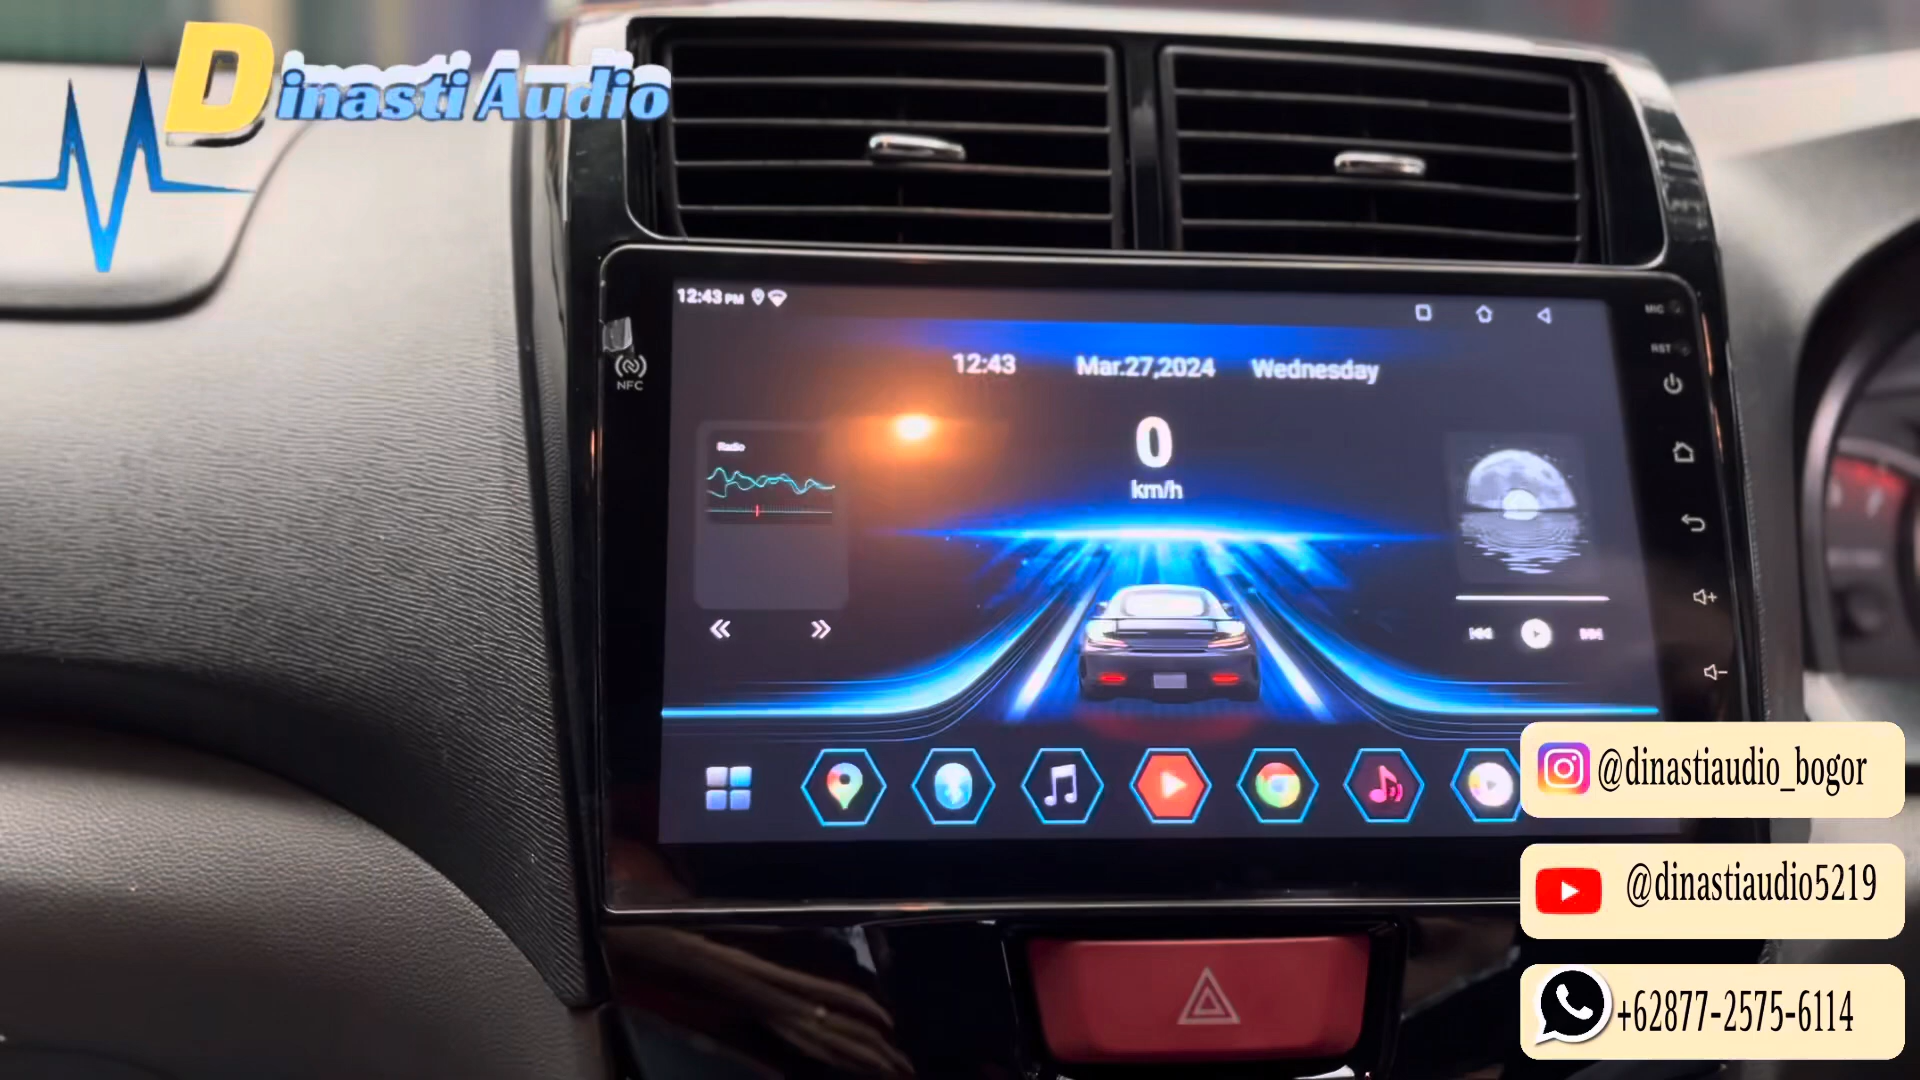 Dinasti Audio
12:43 PM
12:43 Mar.27,2024 Wednesday
MIC
RST
NFC
Radio
0
km/h
@dinastiaudio_bogor
@dinastiaudio5219
+62877-2575-6114